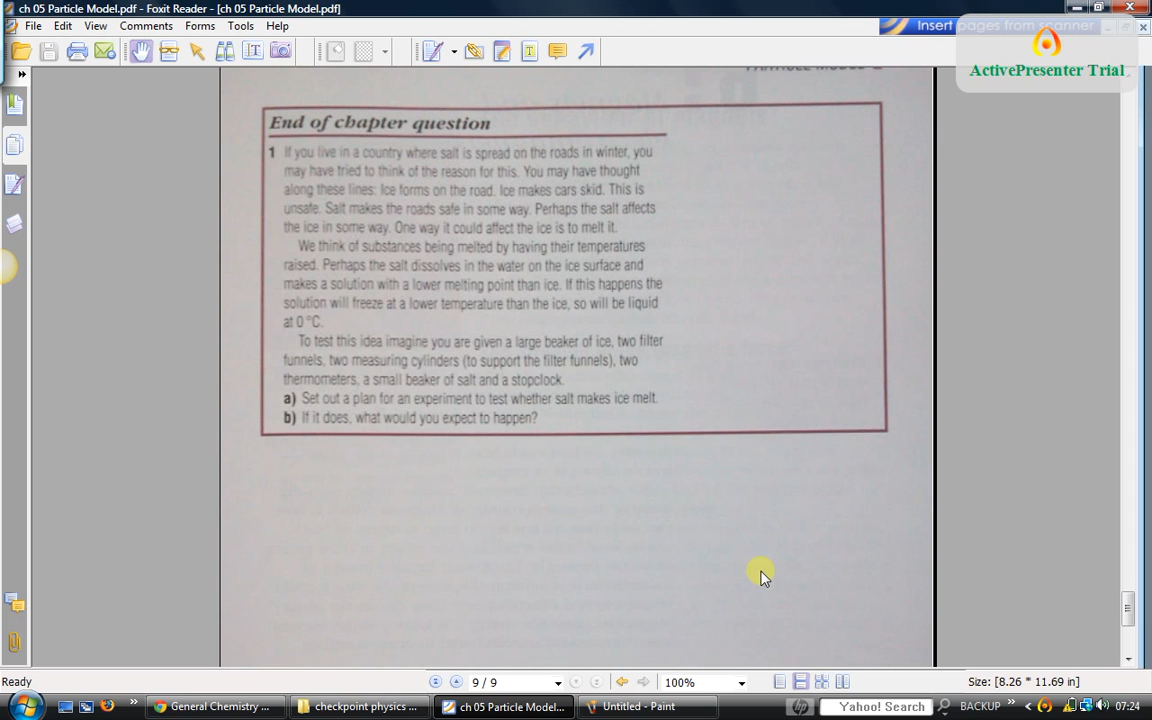 ch 05 Particle Model.pdf - Foxit Reader - [ch 05 Particle Model.pdf]
File Edit View Comments Forms Tools Help
Insert pages from scanner
ActivePresenter Trial
End of chapter question
1 If you live in a country where salt is spread on the roads in winter, you
may have tried to think of the reason for this. You may have thought
along these lines: Ice forms on the road. Ice makes cars skid. This is
unsafe. Salt makes the roads safe in some way. Perhaps the salt affects
the ice in some way. One way it could affect the ice is to melt it.
We think of substances being melted by having their temperatures
raised. Perhaps the salt dissolves in the water on the ice surface and
makes a solution with a lower melting point than ice. If this happens the
solution will freeze at a lower temperature than the ice, so will be liquid
at 0 °C.
To test this idea imagine you are given a large beaker of ice, two filter
funnels, two measuring cylinders (to support the filter funnels), two
thermometers, a small beaker of salt and a stopclock.
a) Set out a plan for an experiment to test whether salt makes ice melt.
b) If it does, what would you expect to happen?
Ready
9 / 9
100%
Size: [8.26 * 11.69 in]
General Chemistry ...
checkpoint physics ...
ch 05 Particle Model...
Untitled - Paint
hp
Yahoo! Search
BACKUP
07:24